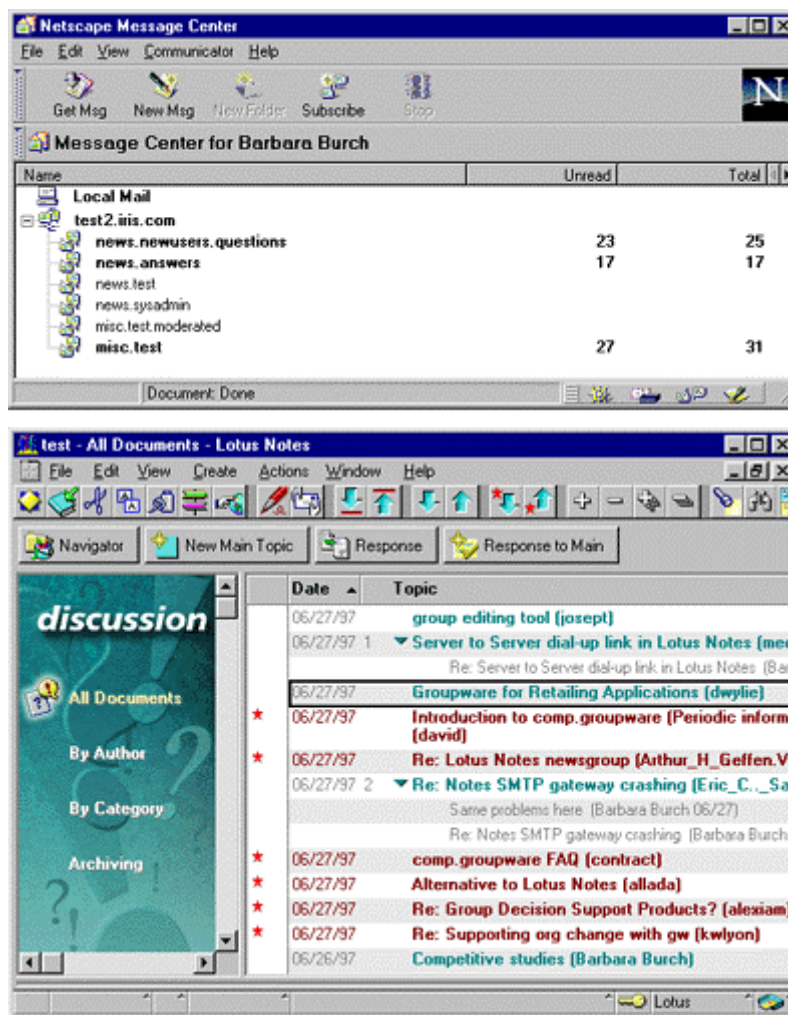 Netscape Message Center
File Edit View Communicator Help
Get Msg New Msg New Folder Subscribe Stop
N
Message Center for Barbara Burch
Name Unread Total
Local Mail
test2.iris.com
news.newusers.questions 23 25
news.answers 17 17
news.test
news.sysadmin
misc.test.moderated
misc.test 27 31
Document: Done
test - All Documents - Lotus Notes
File Edit View Create Actions Window Help
Navigator New Main Topic Response Response to Main
discussion
All Documents
By Author
By Category
Archiving
Date Topic
06/27/97 group editing tool (josept)
06/27/97 1 Server to Server dial-up link in Lotus Notes (mee
Re: Server to Server dial-up link in Lotus Notes (Bar
06/27/97 Groupware for Retailing Applications (dwylie)
06/27/97 Introduction to comp.groupware (Periodic inform
(david)
06/27/97 Re: Lotus Notes newsgroup (Arthur_H_Geffen.V
06/27/97 2 Re: Notes SMTP gateway crashing (Eric_C.._Sa
Same problems here (Barbara Burch 06/27)
Re: Notes SMTP gateway crashing (Barbara Burch
06/27/97 comp.groupware FAQ (contract)
06/27/97 Alternative to Lotus Notes (allada)
06/27/97 Re: Group Decision Support Products? (alexiam)
06/27/97 Re: Supporting org change with gw (kwlyon)
06/26/97 Competitive studies (Barbara Burch)
Lotus